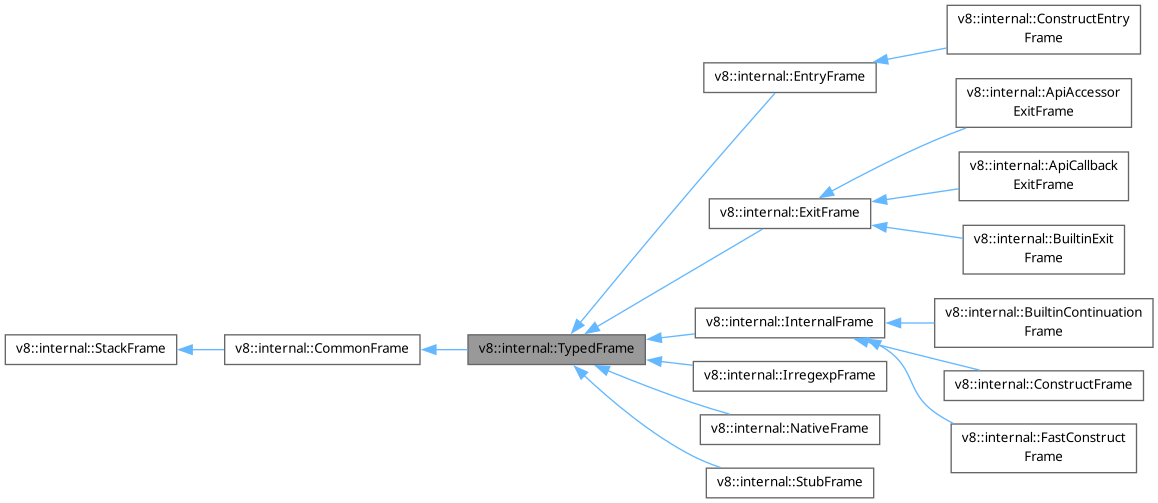 v8::internal::StackFrame
v8::internal::CommonFrame
v8::internal::TypedFrame
v8::internal::EntryFrame
v8::internal::ExitFrame
v8::internal::InternalFrame
v8::internal::IrregexpFrame
v8::internal::NativeFrame
v8::internal::StubFrame
v8::internal::ConstructEntry
Frame
v8::internal::ApiAccessor
ExitFrame
v8::internal::ApiCallback
ExitFrame
v8::internal::BuiltinExit
Frame
v8::internal::BuiltinContinuation
Frame
v8::internal::ConstructFrame
v8::internal::FastConstruct
Frame